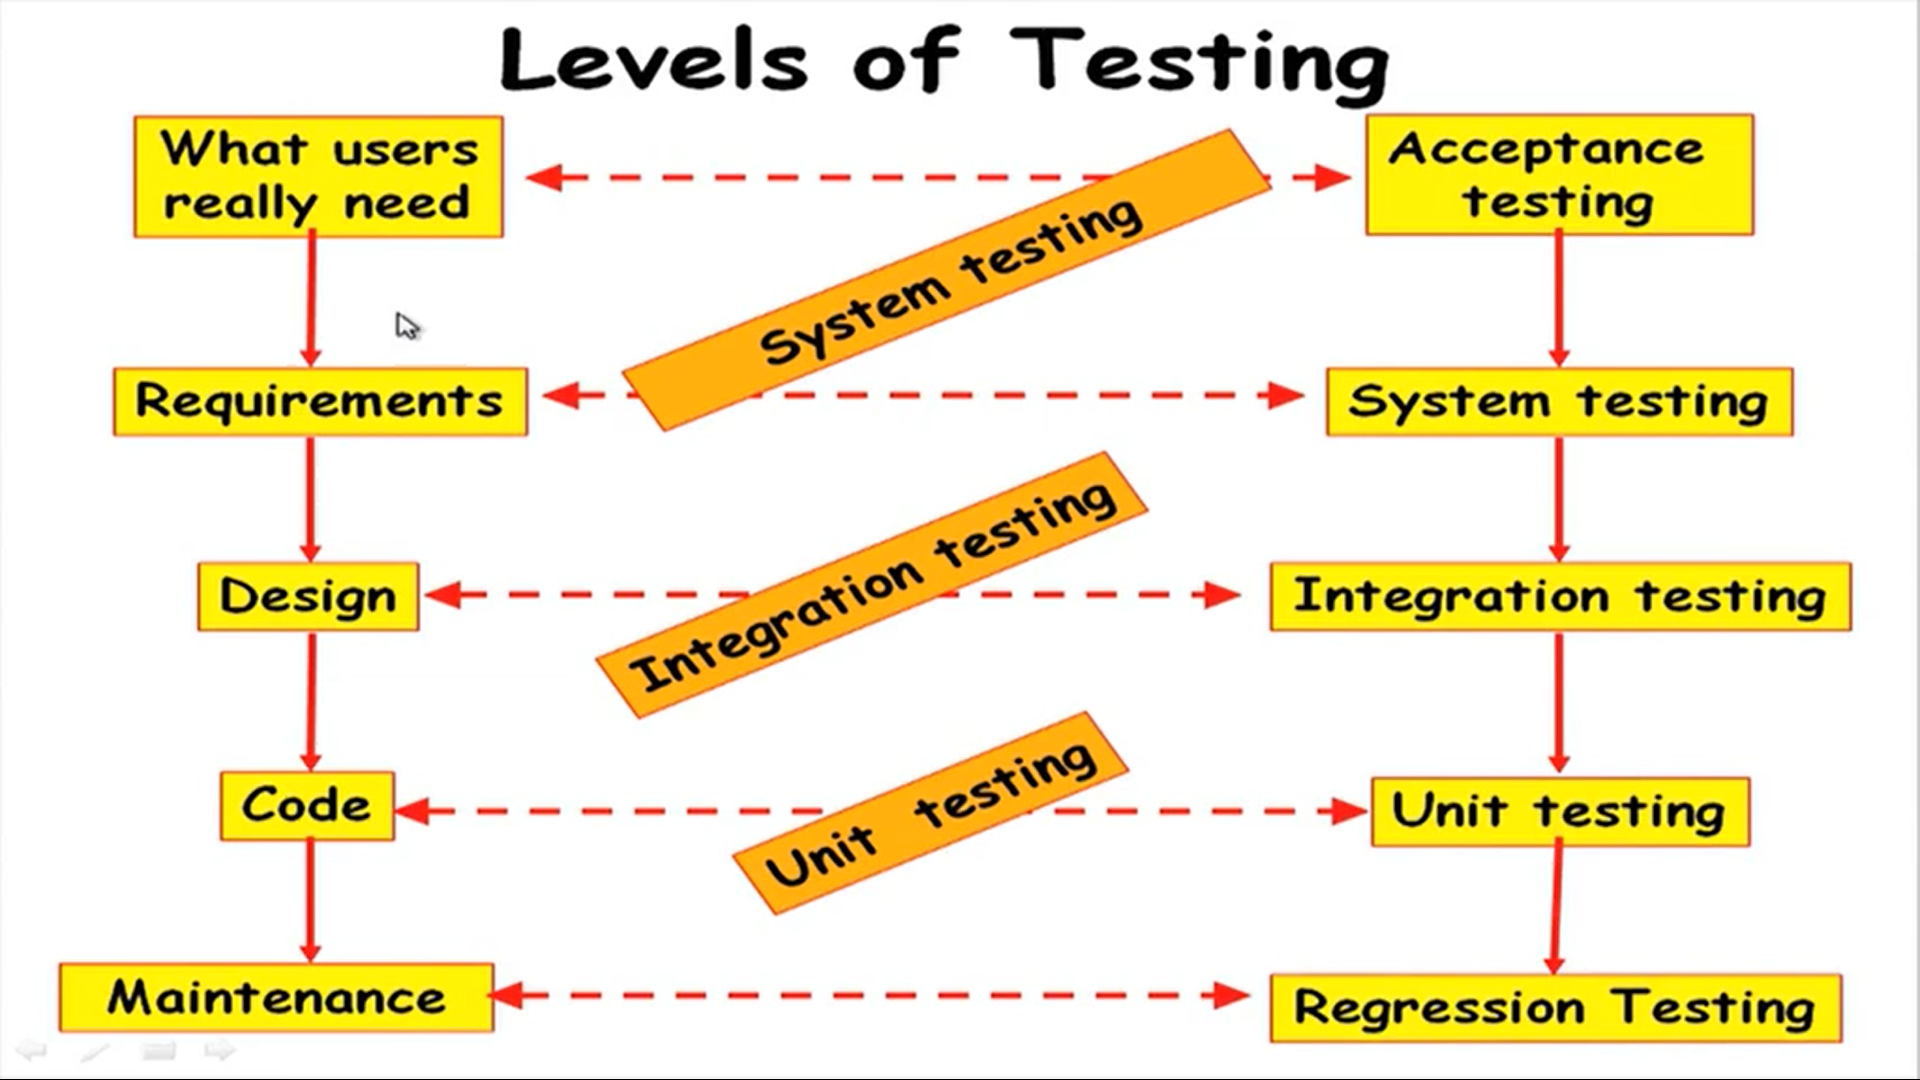 Levels of Testing
What users
really need
Acceptance
testing
System testing
Requirements
System testing
Integration testing
Design
Integration testing
Unit testing
Code
Unit testing
Maintenance
Regression Testing